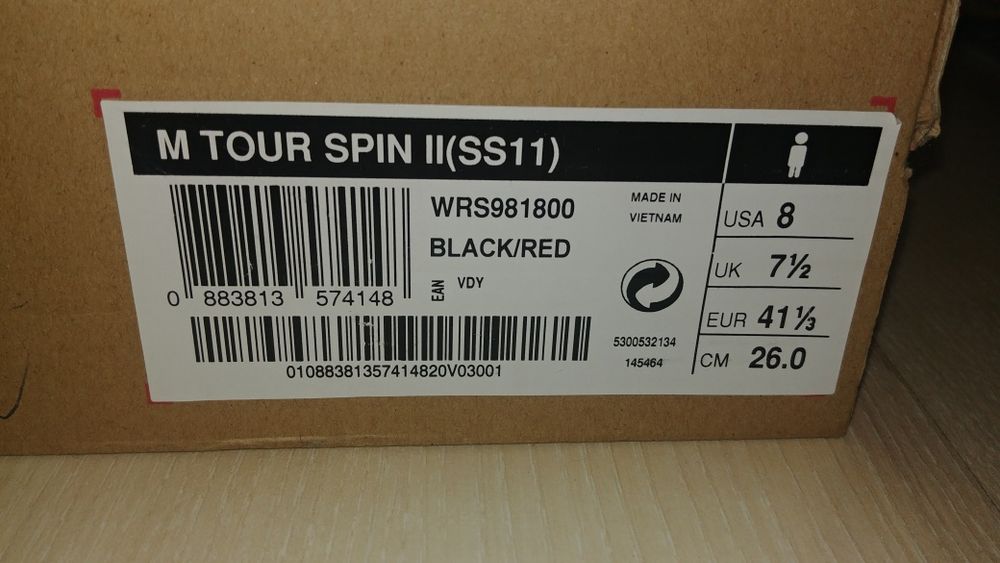 M TOUR SPIN II(SS11)
WRS981800
BLACK/RED
EAN VDY
0 883813 574148
01088381357414820V03001
MADE IN
VIETNAM
5300532134
145464
USA 8
UK 7½
EUR 41⅓
CM 26.0